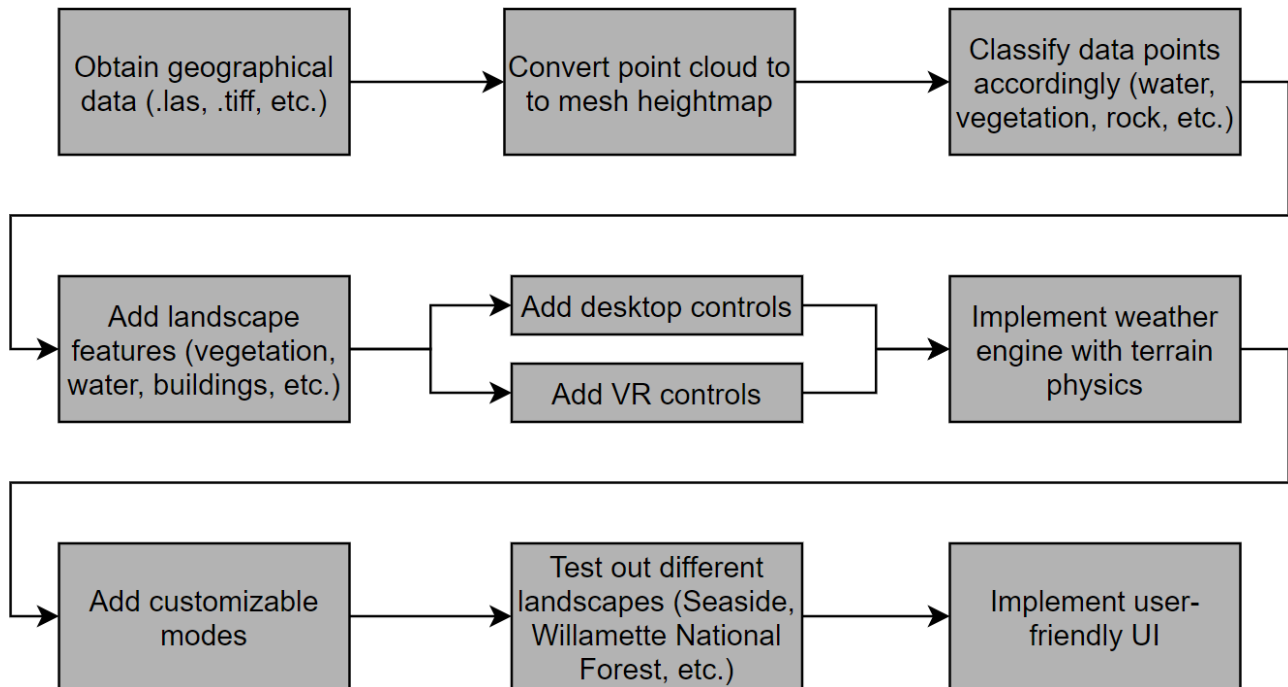 Obtain geographical
data (.las, .tiff, etc.)
Convert point cloud to
to mesh heightmap
Classify data points
accordingly (water,
vegetation, rock, etc.)
Add landscape
features (vegetation,
water, buildings, etc.)
Add desktop controls
Add VR controls
Implement weather
engine with terrain
physics
Add customizable
modes
Test out different
landscapes (Seaside,
Willamette National
Forest, etc.)
Implement user-
friendly UI